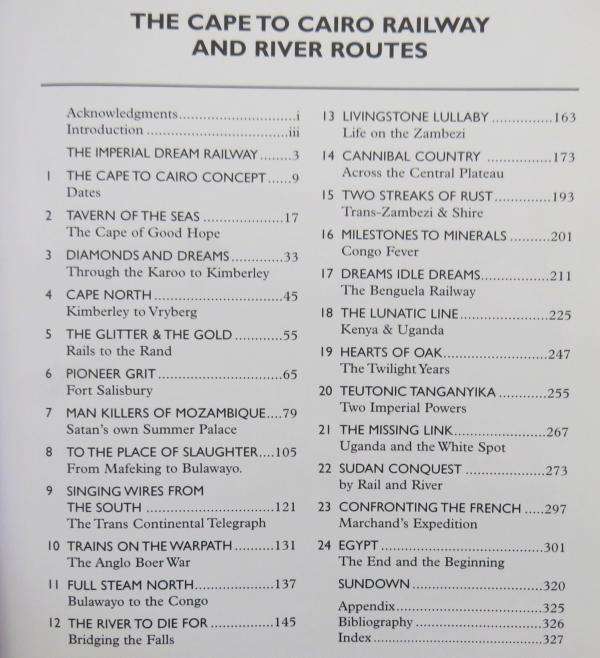 THE CAPE TO CAIRO RAILWAY
AND RIVER ROUTES
Acknowledgments..............................i
Introduction ..................................iii
THE IMPERIAL DREAM RAILWAY ........3
1 THE CAPE TO CAIRO CONCEPT......9
Dates
2 TAVERN OF THE SEAS ....................17
The Cape of Good Hope
3 DIAMONDS AND DREAMS..............33
Through the Karoo to Kimberley
4 CAPE NORTH................................45
Kimberley to Vryberg
5 THE GLITTER & THE GOLD ............55
Rails to the Rand
6 PIONEER GRIT ..............................65
Fort Salisbury
7 MAN KILLERS OF MOZAMBIQUE....79
Satan's own Summer Palace
8 TO THE PLACE OF SLAUGHTER....105
From Mafeking to Bulawayo.
9 SINGING WIRES FROM
THE SOUTH ................................121
The Trans Continental Telegraph
10 TRAINS ON THE WARPATH............131
The Anglo Boer War
11 FULL STEAM NORTH....................137
Bulawayo to the Congo
12 THE RIVER TO DIE FOR ................145
Bridging the Falls
13 LIVINGSTONE LULLABY ................163
Life on the Zambezi
14 CANNIBAL COUNTRY ................173
Across the Central Plateau
15 TWO STREAKS OF RUST................193
Trans-Zambezi & Shire
16 MILESTONES TO MINERALS ..........201
Congo Fever
17 DREAMS IDLE DREAMS.................211
The Benguela Railway
18 THE LUNATIC LINE......................225
Kenya & Uganda
19 HEARTS OF OAK..........................247
The Twilight Years
20 TEUTONIC TANGANYIKA ............255
Two Imperial Powers
21 THE MISSING LINK........................267
Uganda and the White Spot
22 SUDAN CONQUEST ....................273
by Rail and River
23 CONFRONTING THE FRENCH .....297
Marchand's Expedition
24 EGYPT..........................................301
The End and the Beginning
SUNDOWN ................................320
Appendix......................................325
Bibliography ................................326
Index............................................327